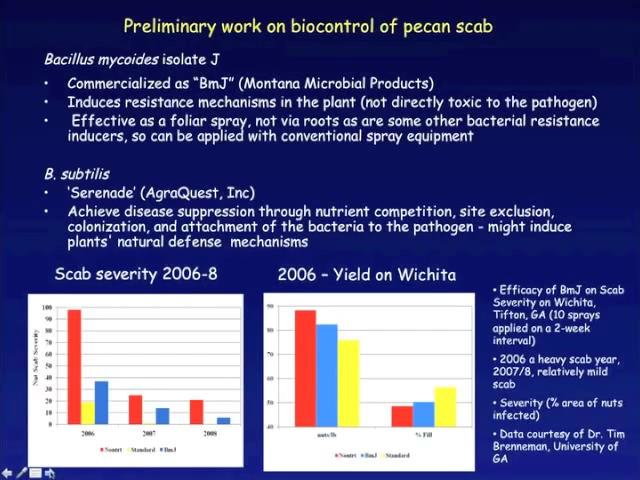 Preliminary work on biocontrol of pecan scab
Bacillus mycoides isolate J
• Commercialized as “BmJ” (Montana Microbial Products)
• Induces resistance mechanisms in the plant (not directly toxic to the pathogen)
• Effective as a foliar spray, not via roots as are some other bacterial resistance
inducers, so can be applied with conventional spray equipment
B. subtilis
• ‘Serenade’ (AgraQuest, Inc)
• Achieve disease suppression through nutrient competition, site exclusion,
colonization, and attachment of the bacteria to the pathogen - might induce
plants' natural defense mechanisms
Scab severity 2006-8
100
90
80
70
60
50
40
30
20
10
0
Nut Scab Severity
2006 2007 2008
Nontrt Standard BmJ
2006 – Yield on Wichita
90
80
70
60
50
40
nuts/lb % Fill
Nontrt BmJ Standard
• Efficacy of BmJ on Scab
Severity on Wichita,
Tifton, GA (10 sprays
applied on a 2-week
interval)
• 2006 a heavy scab year,
2007/8, relatively mild
scab
• Severity (% area of nuts
infected)
• Data courtesy of Dr. Tim
Brenneman, University of
GA